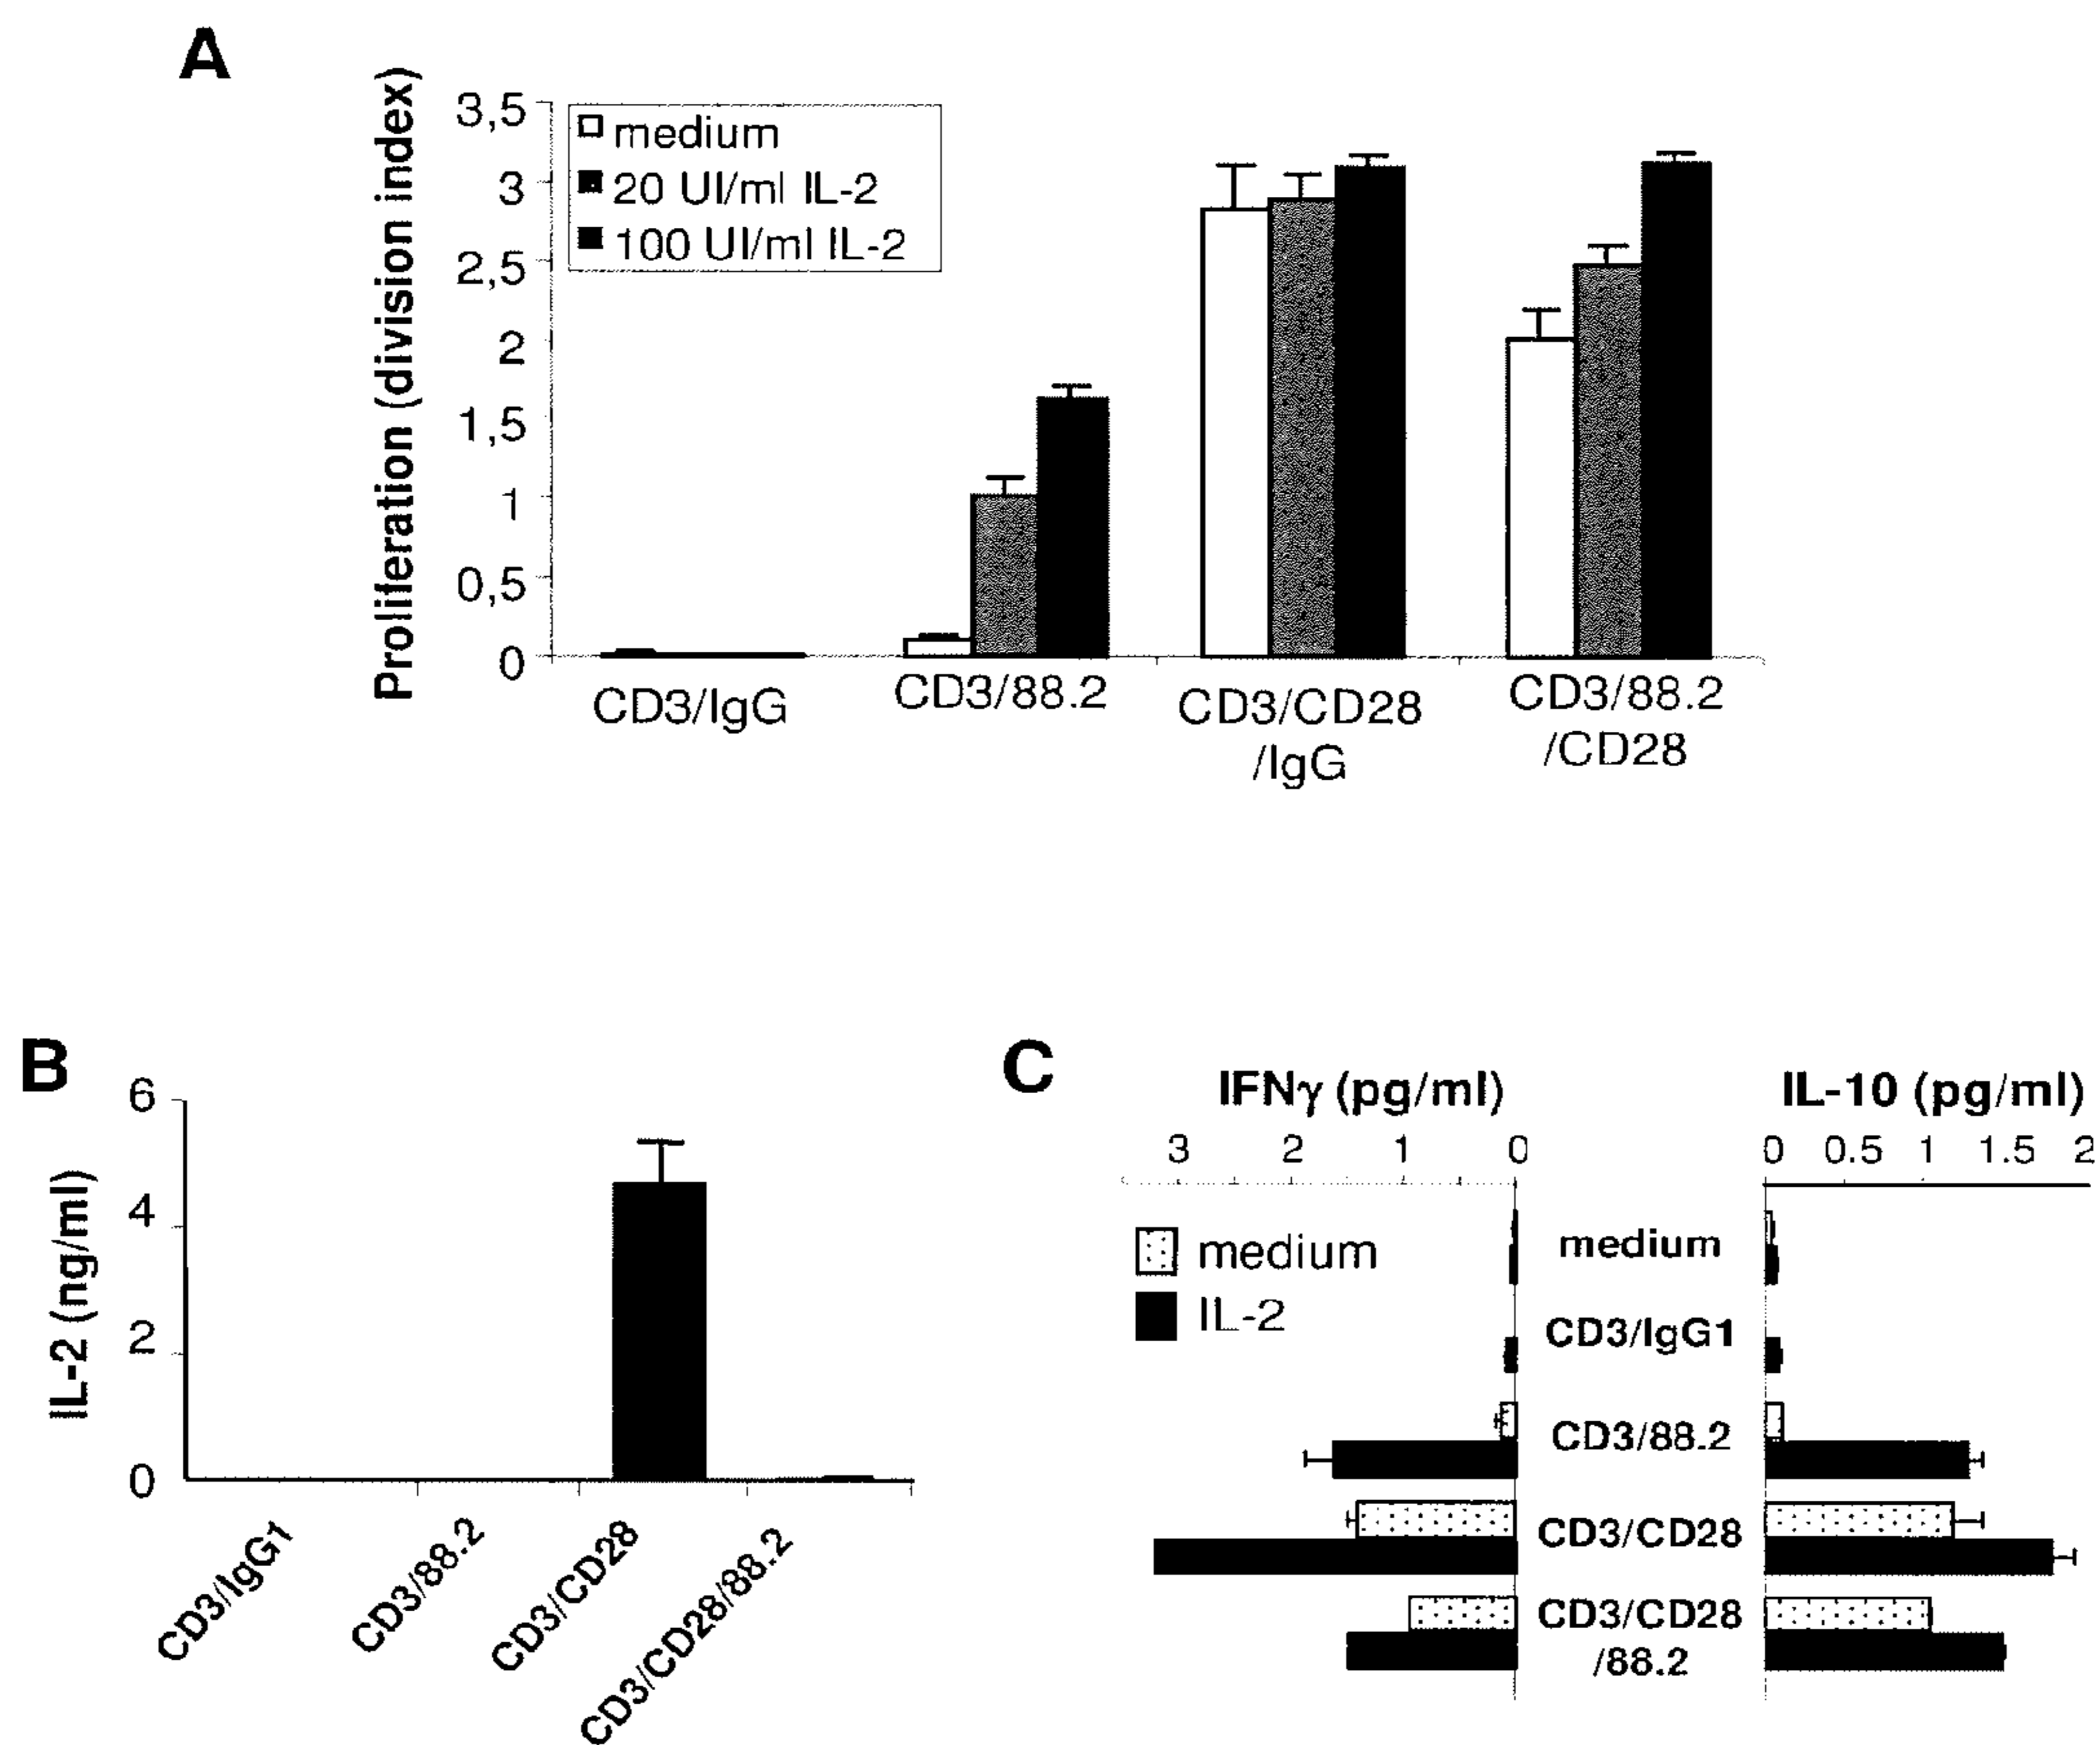 A
Proliferation (division index)
3,5
3
2,5
2
1,5
1
0,5
0
medium
20 UI/ml IL-2
100 UI/ml IL-2
CD3/IgG
CD3/88.2
CD3/CD28
/IgG
CD3/88.2
/CD28
B
IL-2 (ng/ml)
6
4
2
0
CD3/IgG1
CD3/88.2
CD3/CD28
CD3/CD28/88.2
C
IFNγ (pg/ml)
IL-10 (pg/ml)
3 2 1 0
0 0.5 1 1.5 2
medium
IL-2
medium
CD3/IgG1
CD3/88.2
CD3/CD28
CD3/CD28
/88.2